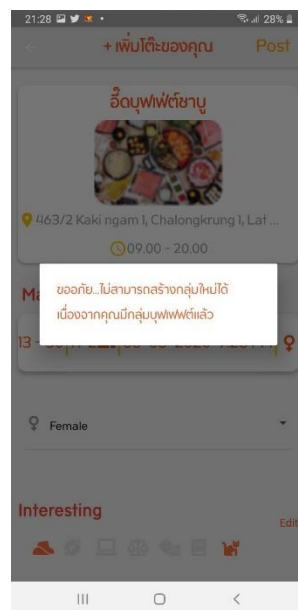 21:28
28%
+ เพิ่มโต๊ะของคุณ
Post
อี๊ดบุฟเฟ่ต์ชาบู
463/2 Kaki ngam 1, Chalongkrung 1, Lat ...
09.00 - 20.00
ขออภัย...ไม่สามารถสร้างกลุ่มใหม่ได้
เนื่องจากคุณมีกลุ่มบุฟเฟฟต์แล้ว
Female
Interesting
Edit